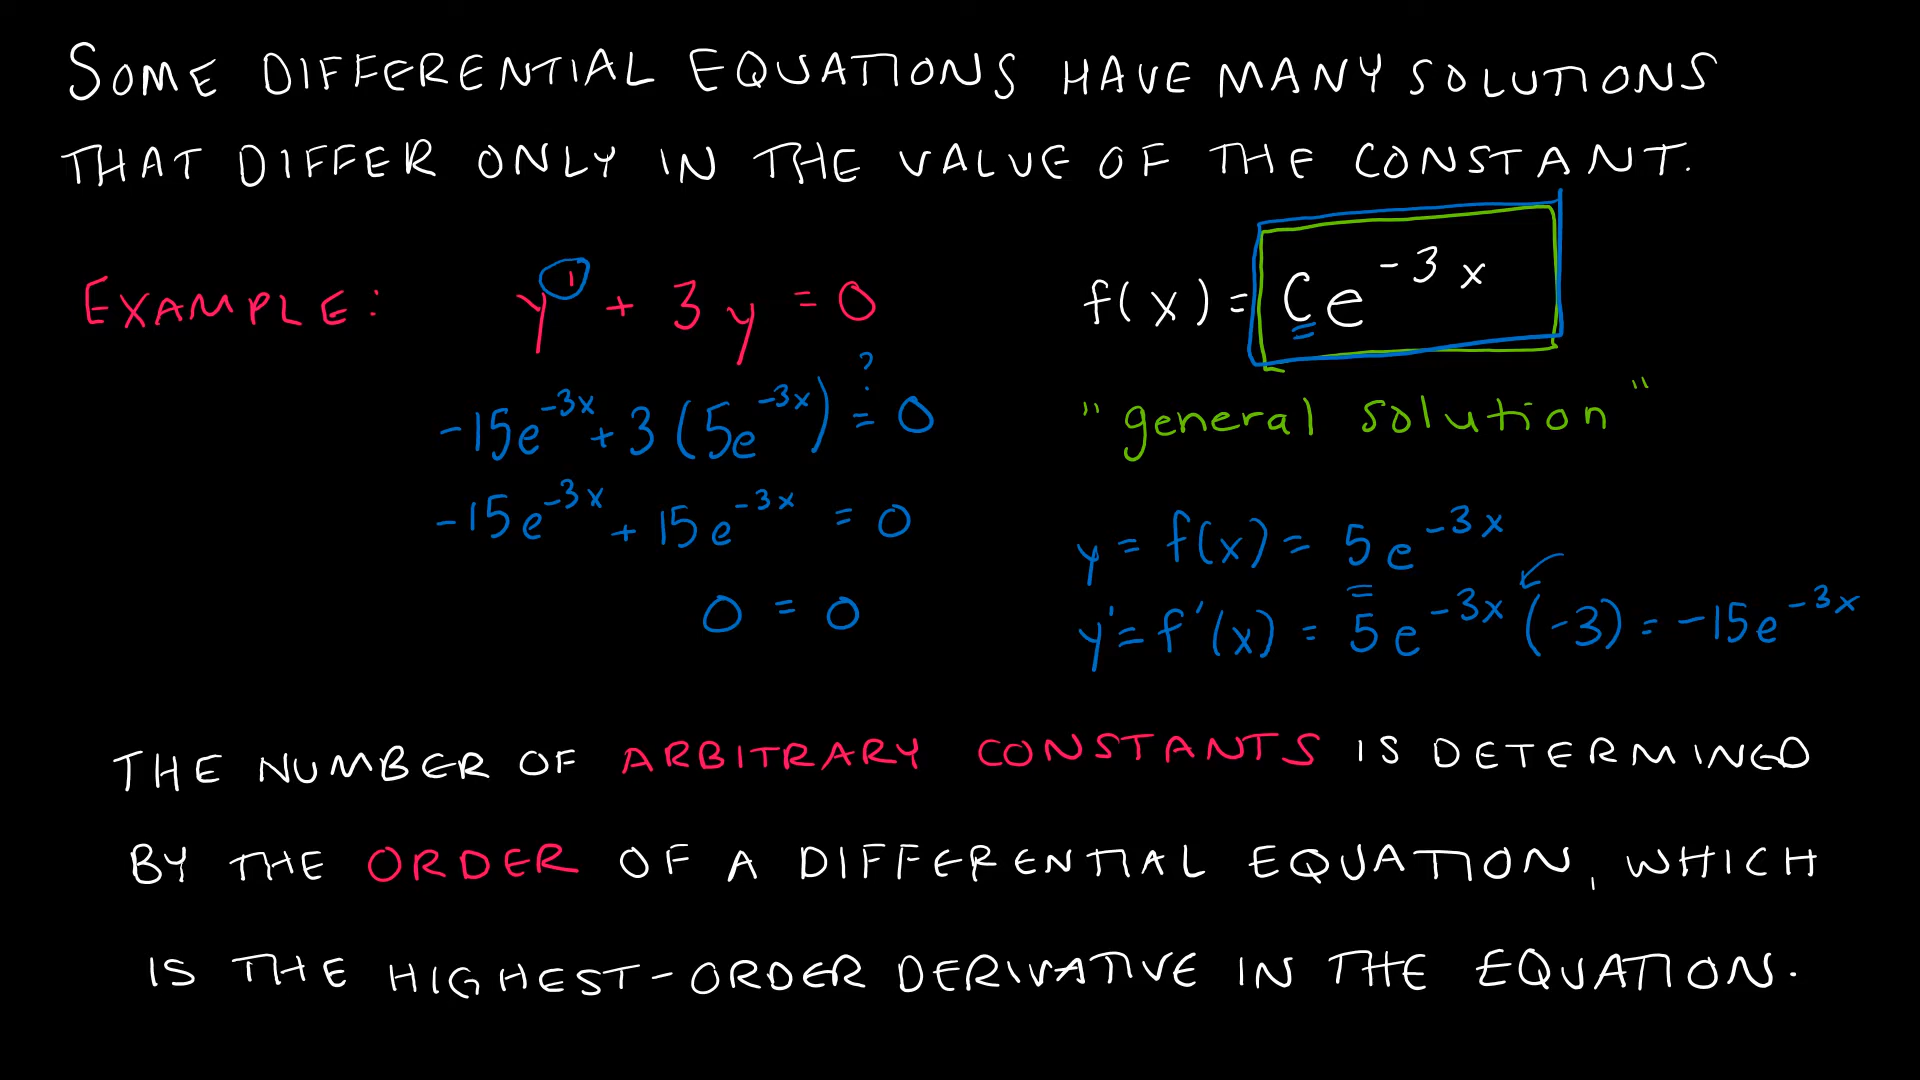 SOME DIFFERENTIAL EQUATIONS HAVE MANY SOLUTIONS
THAT DIFFER ONLY IN THE VALUE OF THE CONSTANT.
EXAMPLE: y' + 3y = 0
f(x) = Ce^{-3x}
-15e^{-3x} + 3(5e^{-3x}) ≟ 0
"general solution"
-15e^{-3x} + 15e^{-3x} = 0
y = f(x) = 5e^{-3x}
0 = 0
y' = f'(x) = 5e^{-3x}(-3) = -15e^{-3x}
THE NUMBER OF ARBITRARY CONSTANTS IS DETERMINED
BY THE ORDER OF A DIFFERENTIAL EQUATION, WHICH
IS THE HIGHEST-ORDER DERIVATIVE IN THE EQUATION.